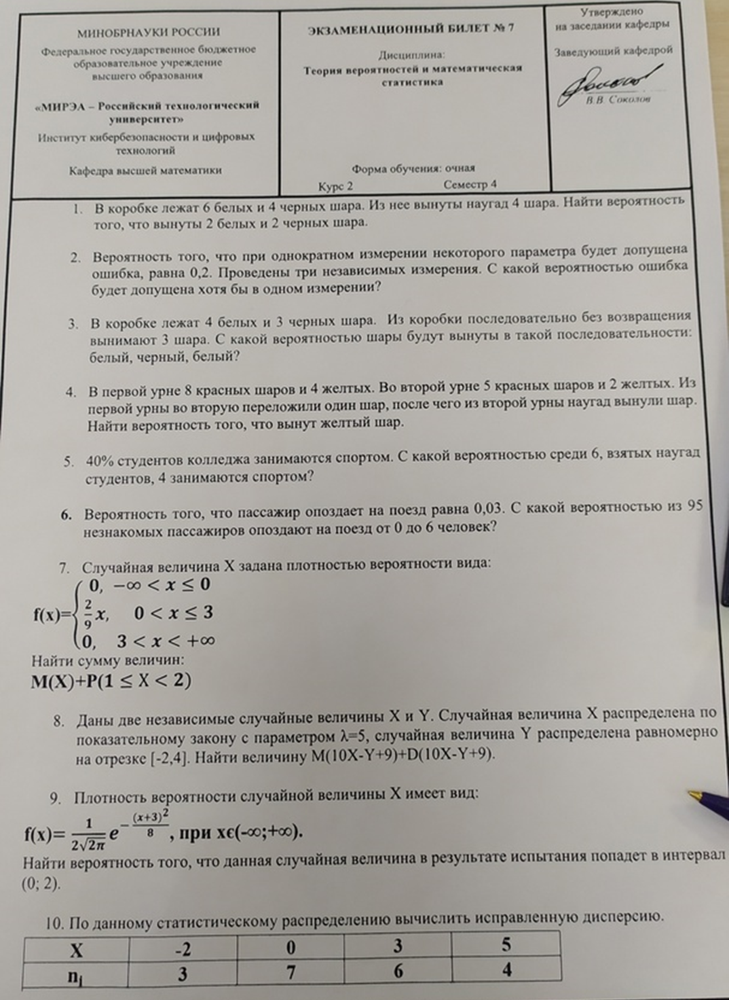 МИНОБРНАУКИ РОССИИ
Федеральное государственное бюджетное
образовательное учреждение
высшего образования
«МИРЭА – Российский технологический
университет»
Институт кибербезопасности и цифровых
технологий
Кафедра высшей математики
ЭКЗАМЕНАЦИОННЫЙ БИЛЕТ № 7
Дисциплина:
Теория вероятностей и математическая
статистика
Форма обучения: очная
Курс 2 Семестр 4
Утверждено
на заседании кафедры
Заведующий кафедрой
В.В. Соколов
1. В коробке лежат 6 белых и 4 черных шара. Из нее вынуты наугад 4 шара. Найти вероятность
того, что вынуты 2 белых и 2 черных шара.
2. Вероятность того, что при однократном измерении некоторого параметра будет допущена
ошибка, равна 0,2. Проведены три независимых измерения. С какой вероятностью ошибка
будет допущена хотя бы в одном измерении?
3. В коробке лежат 4 белых и 3 черных шара. Из коробки последовательно без возвращения
вынимают 3 шара. С какой вероятностью шары будут вынуты в такой последовательности:
белый, черный, белый?
4. В первой урне 8 красных шаров и 4 желтых. Во второй урне 5 красных шаров и 2 желтых. Из
первой урны во вторую переложили один шар, после чего из второй урны наугад вынули шар.
Найти вероятность того, что вынут желтый шар.
5. 40% студентов колледжа занимаются спортом. С какой вероятностью среди 6, взятых наугад
студентов, 4 занимаются спортом?
6. Вероятность того, что пассажир опоздает на поезд равна 0,03. С какой вероятностью из 95
незнакомых пассажиров опоздают на поезд от 0 до 6 человек?
7. Случайная величина X задана плотностью вероятности вида:
0, −∞ < x ≤ 0
f(x)={ 2/9 x, 0 < x ≤ 3
0, 3 < x < +∞
Найти сумму величин:
M(X)+P(1 ≤ X < 2)
8. Даны две независимые случайные величины X и Y. Случайная величина X распределена по
показательному закону с параметром λ=5, случайная величина Y распределена равномерно
на отрезке [-2,4]. Найти величину M(10X-Y+9)+D(10X-Y+9).
9. Плотность вероятности случайной величины X имеет вид:
f(x)= 1/(2√2π) e^(−(x+3)²/8), при xϵ(-∞;+∞).
Найти вероятность того, что данная случайная величина в результате испытания попадет в интервал
(0; 2).
10. По данному статистическому распределению вычислить исправленную дисперсию.
X -2 0 3 5
n_i 3 7 6 4